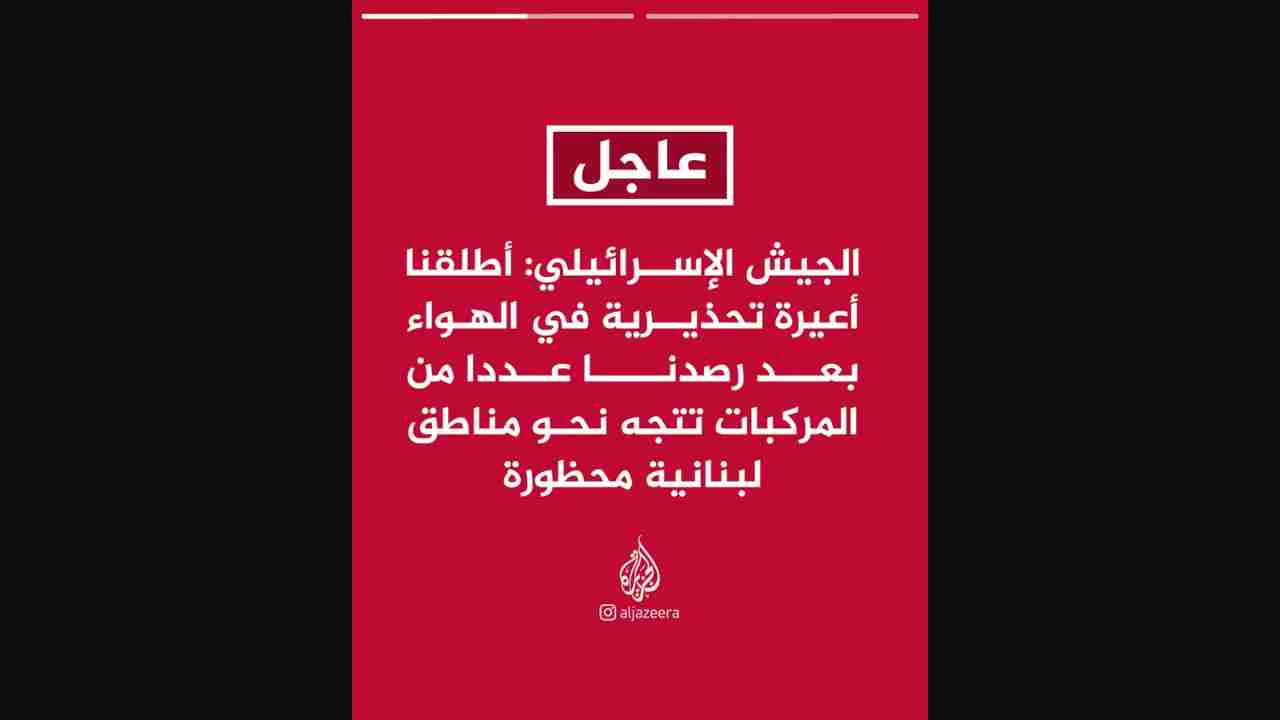 عاجل
الجيش الإسرائيلي: أطلقنا
أعيرة تحذيرية في الهواء
بعد رصدنا عددا من
المركبات تتجه نحو مناطق
لبنانية محظورة
الجزيرة
aljazeera